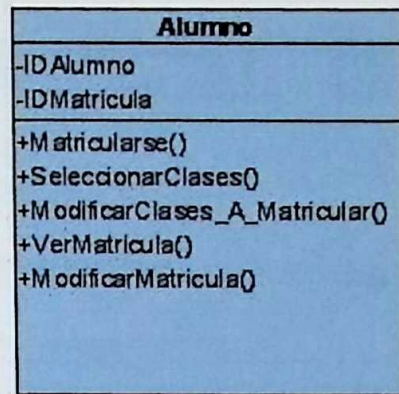 Alumno
-IDAlumno
-IDMatricula
+Matricularse()
+SeleccionarClases()
+ModificarClases_A_Matricular()
+VerMatricula()
+ModificarMatricula()